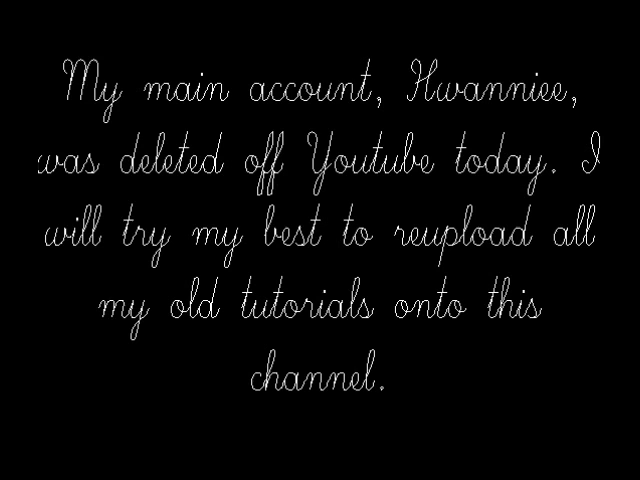 My main account, Hwanniee,
was deleted off Youtube today. I
will try my best to reupload all
my old tutorials onto this
channel.